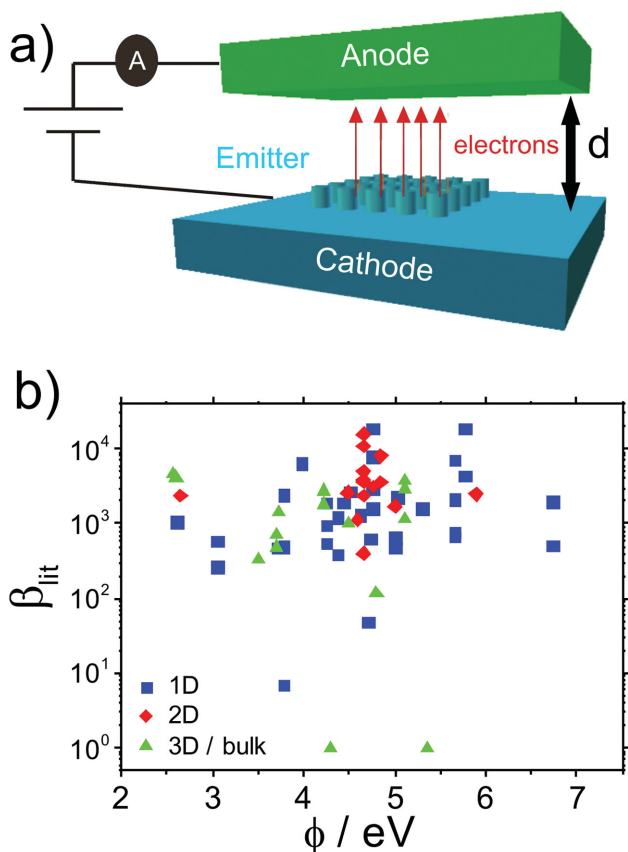 a)
A
Anode
Emitter
electrons
d
Cathode
b)
10⁴
10³
10²
10¹
10⁰
β_lit
1D
2D
3D / bulk
2 3 4 5 6 7
ϕ / eV